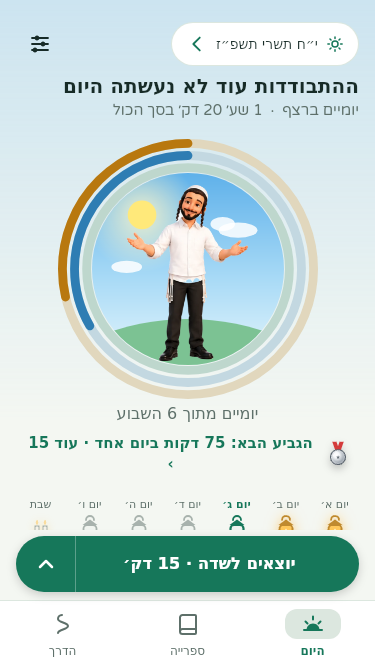 י״ח תשרי תשפ״ז
ההתבודדות עוד לא נעשתה היום
יומיים ברצף · 1 שע׳ 20 דק׳ בסך הכול
יומיים מתוך 6 השבוע
הגביע הבא: 75 דקות ביום אחד · עוד 15 ›
יום א׳ יום ב׳ יום ג׳ יום ד׳ יום ה׳ יום ו׳ שבת
יוצאים לשדה · 15 דק׳
היום ספרייה הדרך